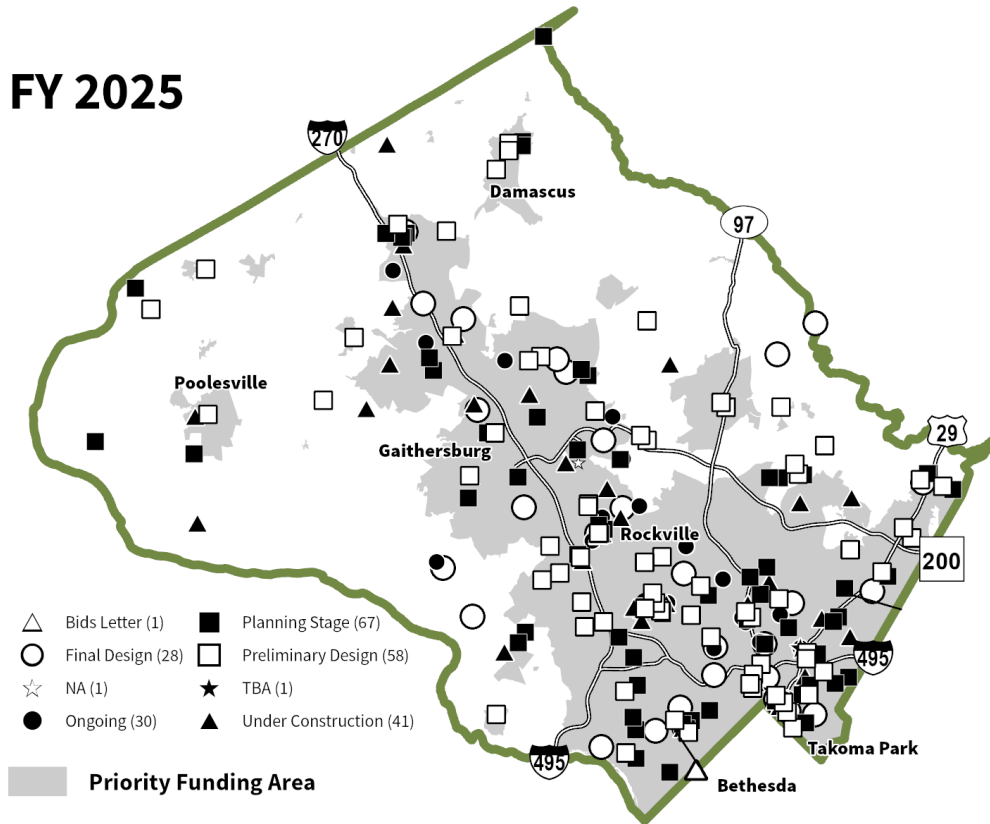 FY 2025
270
Damascus
97
Poolesville
29
Gaithersburg
Rockville
200
Bids Letter (1)
Planning Stage (67)
Final Design (28)
Preliminary Design (58)
495
NA (1)
TBA (1)
Ongoing (30)
Under Construction (41)
Takoma Park
495
Priority Funding Area
Bethesda